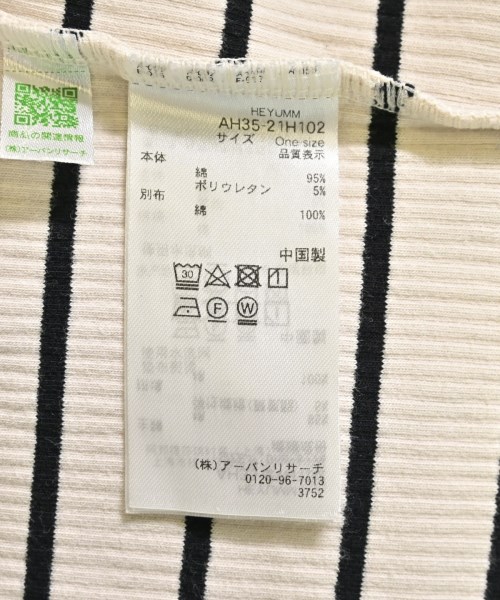 HEYUMM
AH35-21H102
サイズ One size
品質表示
本体
綿 95%
ポリウレタン 5%
別布
綿 100%
中国製
30
F W
(株)アーバンリサーチ
0120-96-7013
3752
商品の関連情報
(株)アーバンリサーチ